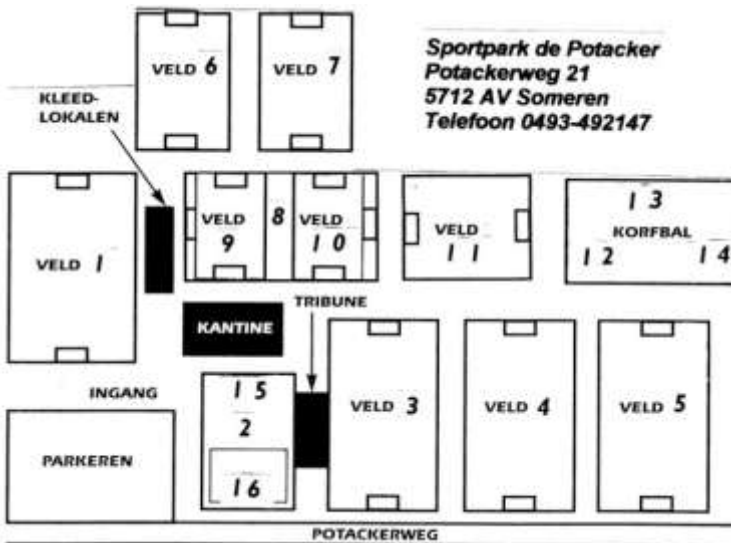 VELD 6
VELD 7
Sportpark de Potacker
Potackerweg 21
5712 AV Someren
Telefoon 0493-492147
KLEED-
LOKALEN
VELD 1
VELD
9
8
VELD
10
VELD
11
13
KORFBAL
12 14
TRIBUNE
KANTINE
INGANG
15
2
16
VELD 3
VELD 4
VELD 5
PARKEREN
POTACKERWEG